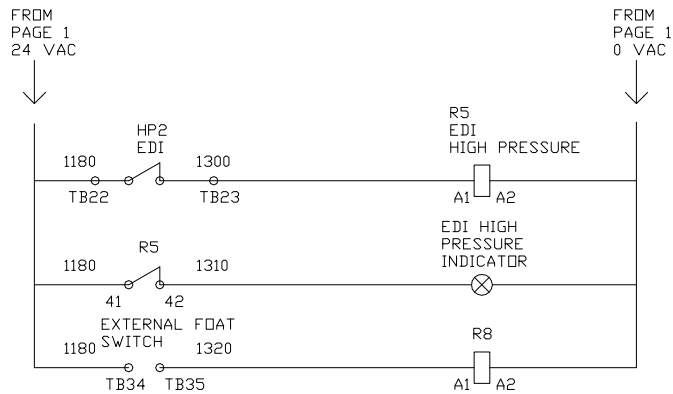 FROM
PAGE 1
24 VAC
FROM
PAGE 1
0 VAC
HP2
EDI
R5
EDI
HIGH PRESSURE
1180
1300
TB22
TB23
A1
A2
EDI HIGH
PRESSURE
INDICATOR
R5
1180
1310
41
42
EXTERNAL FOAT
SWITCH
1180
1320
R8
TB34
TB35
A1
A2